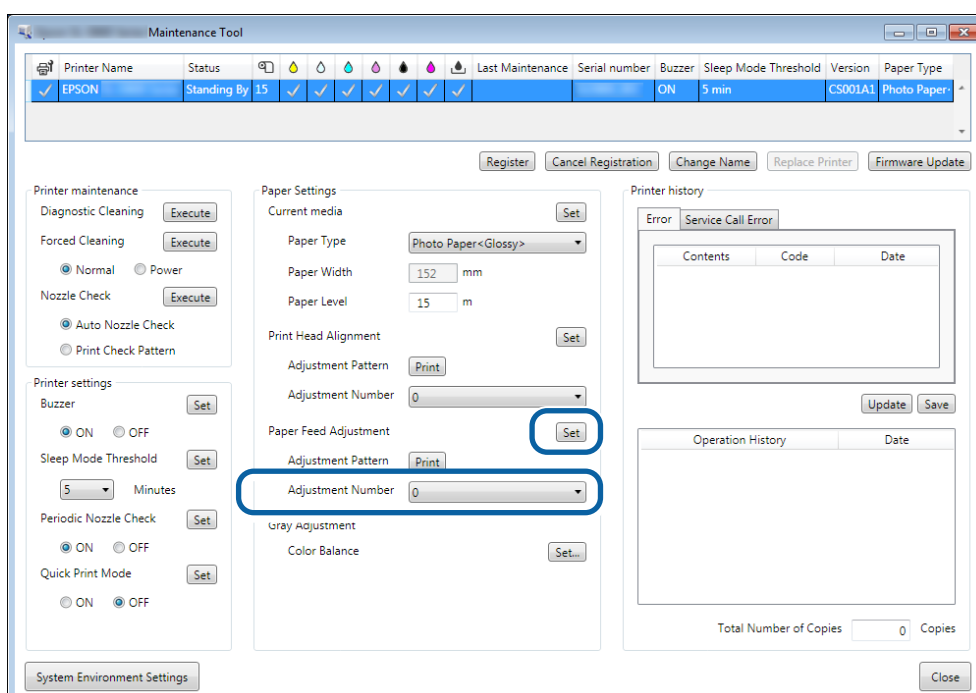 Maintenance Tool
Printer Name Status Last Maintenance Serial number Buzzer Sleep Mode Threshold Version Paper Type
EPSON Standing By 15 ON 5 min CS001A1 Photo Paper
Register Cancel Registration Change Name Replace Printer Firmware Update
Printer maintenance
Diagnostic Cleaning Execute
Forced Cleaning Execute
Normal Power
Nozzle Check Execute
Auto Nozzle Check
Print Check Pattern
Printer settings
Buzzer Set
ON OFF
Sleep Mode Threshold Set
5 Minutes
Periodic Nozzle Check Set
ON OFF
Quick Print Mode Set
ON OFF
Paper Settings
Current media Set
Paper Type Photo Paper<Glossy>
Paper Width 152 mm
Paper Level 15 m
Print Head Alignment Set
Adjustment Pattern Print
Adjustment Number 0
Paper Feed Adjustment Set
Adjustment Pattern Print
Adjustment Number 0
Gray Adjustment
Color Balance Set...
Printer history
Error Service Call Error
Contents Code Date
Update Save
Operation History Date
Total Number of Copies 0 Copies
System Environment Settings Close